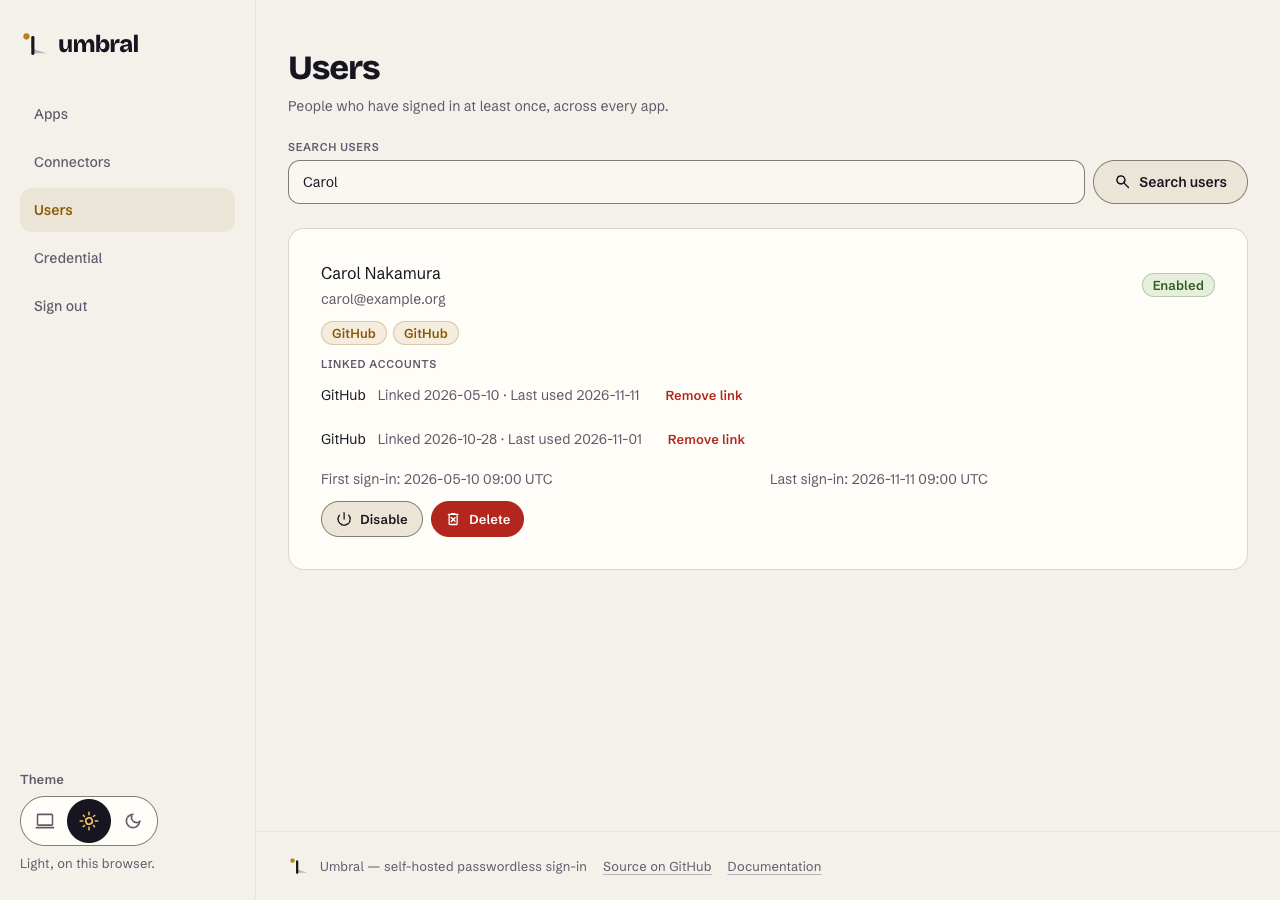 umbral
Apps
Connectors
Users
Credential
Sign out
Theme
Light, on this browser.
Users
People who have signed in at least once, across every app.
SEARCH USERS
Carol
Search users
Carol Nakamura
carol@example.org
Enabled
GitHub GitHub
LINKED ACCOUNTS
GitHub Linked 2026-05-10 · Last used 2026-11-11 Remove link
GitHub Linked 2026-10-28 · Last used 2026-11-01 Remove link
First sign-in: 2026-05-10 09:00 UTC Last sign-in: 2026-11-11 09:00 UTC
Disable Delete
Umbral — self-hosted passwordless sign-in Source on GitHub Documentation